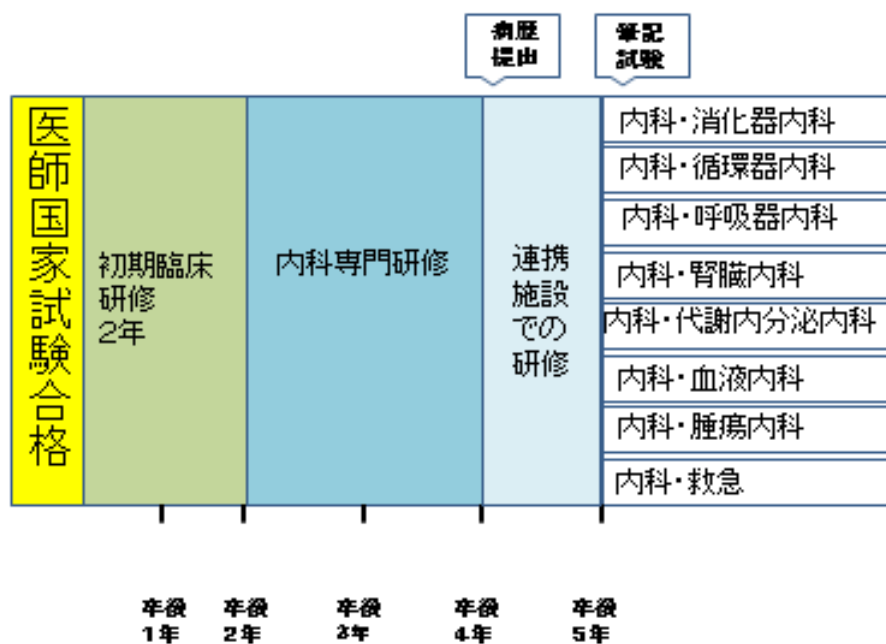 病歴
提出
筆記
試験
医師国家試験合格
初期臨床
研修
2年
内科専門研修
連携
施設
での
研修
内科・消化器内科
内科・循環器内科
内科・呼吸器内科
内科・腎臓内科
内科・代謝内分泌内科
内科・血液内科
内科・腫瘍内科
内科・救急
卒後
1年
卒後
2年
卒後
3年
卒後
4年
卒後
5年